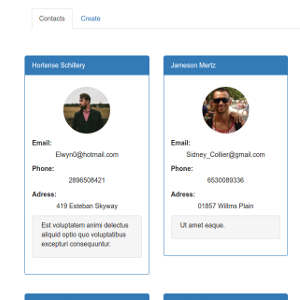 Contacts
Create
Hortense Schillery
Email:
Elwyn0@hotmail.com
Phone:
2896508421
Adress:
419 Esteban Skyway
Est voluptatem animi delectus
aliquid optio quo voluptatibus
excepturi consequuntur.
Jameson Mertz
Email:
Sidney_Collier@gmail.com
Phone:
6530089336
Adress:
01857 Willms Plain
Ut amet eaque.